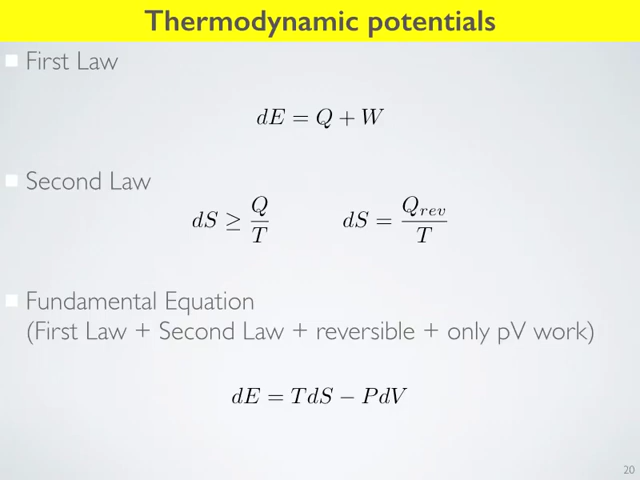 Thermodynamic potentials
First Law
dE = Q + W
Second Law
dS ≥ Q/T    dS = Q_rev/T
Fundamental Equation
(First Law + Second Law + reversible + only pV work)
dE = TdS − PdV
20